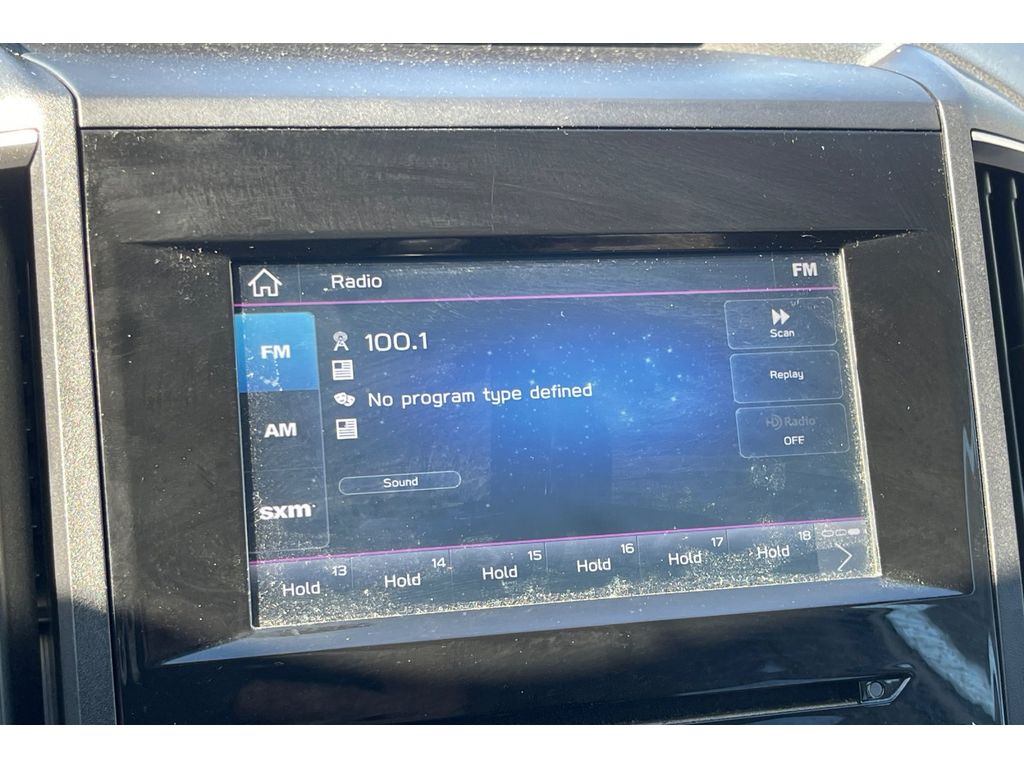 Radio
FM
FM
100.1
Scan
No program type defined
Replay
AM
HD Radio
OFF
Sound
sxm
Hold 13
Hold 14
Hold 15
Hold 16
Hold 17
Hold 18